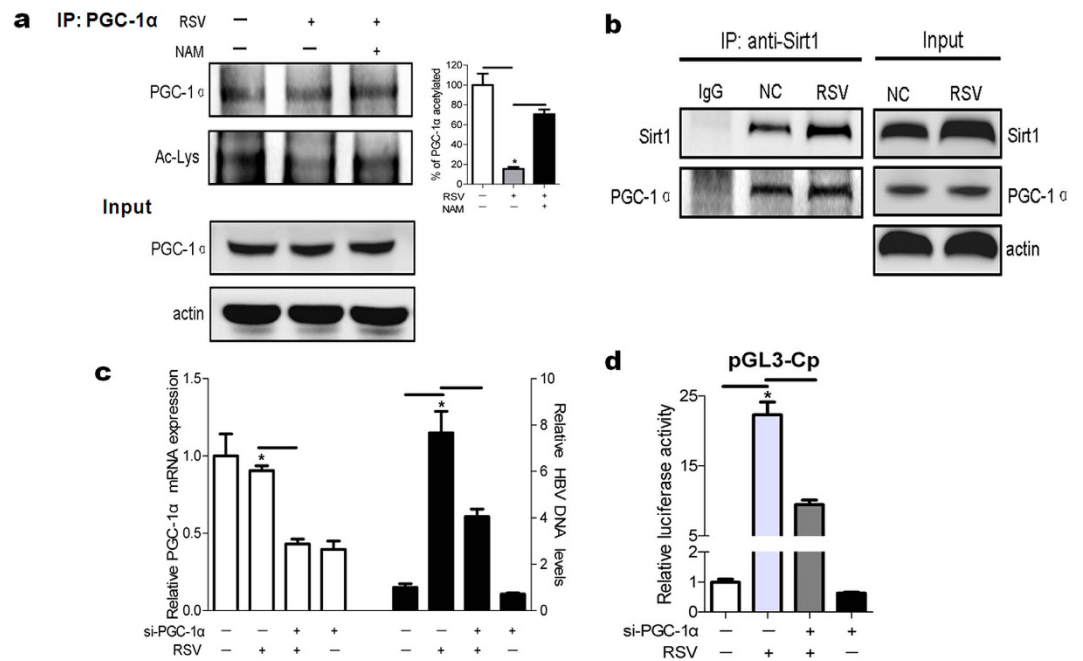 a
IP: PGC-1α
RSV − + +
NAM − − +
PGC-1α
Ac-Lys
Input
PGC-1α
actin
% of PGC-1α acetylated
120
100
80
60
40
20
0
*
RSV − + +
NAM − − +
b
IP: anti-Sirt1 Input
IgG NC RSV NC RSV
Sirt1 Sirt1
PGC-1α PGC-1α
actin
c
Relative PGC-1α mRNA expression
1.5
1.0
0.5
0.0
* *
10
8
6
4
2
0
Relative HBV DNA levels
si-PGC-1α − − + + − − + +
RSV − + + − − + + −
d
pGL3-Cp
Relative luciferase activity
25
15
5
2
1
0
*
si-PGC-1α − − + +
RSV − + + −